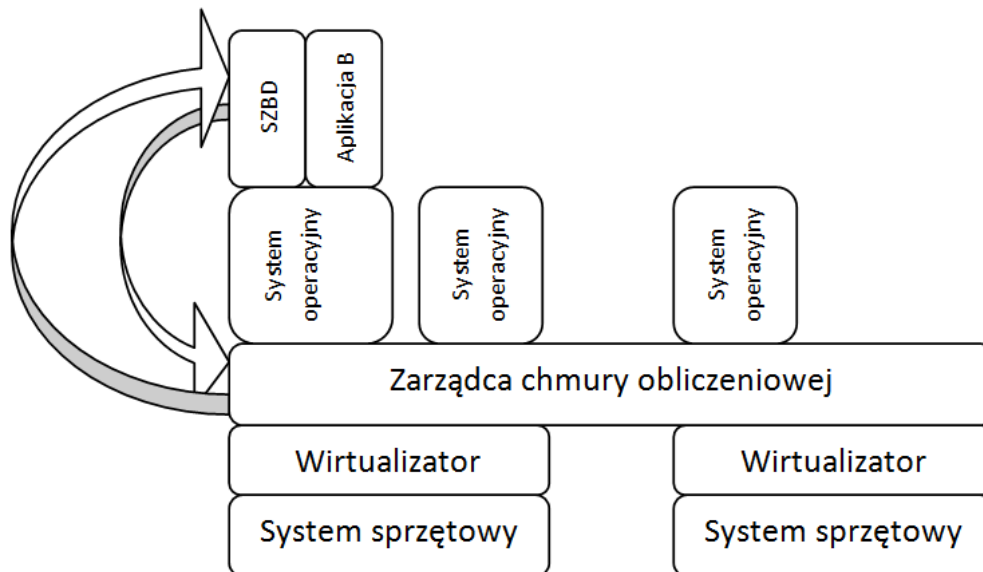 SZBD
Aplikacja B
System
operacyjny
System
operacyjny
System
operacyjny
Zarządca chmury obliczeniowej
Wirtualizator
Wirtualizator
System sprzętowy
System sprzętowy